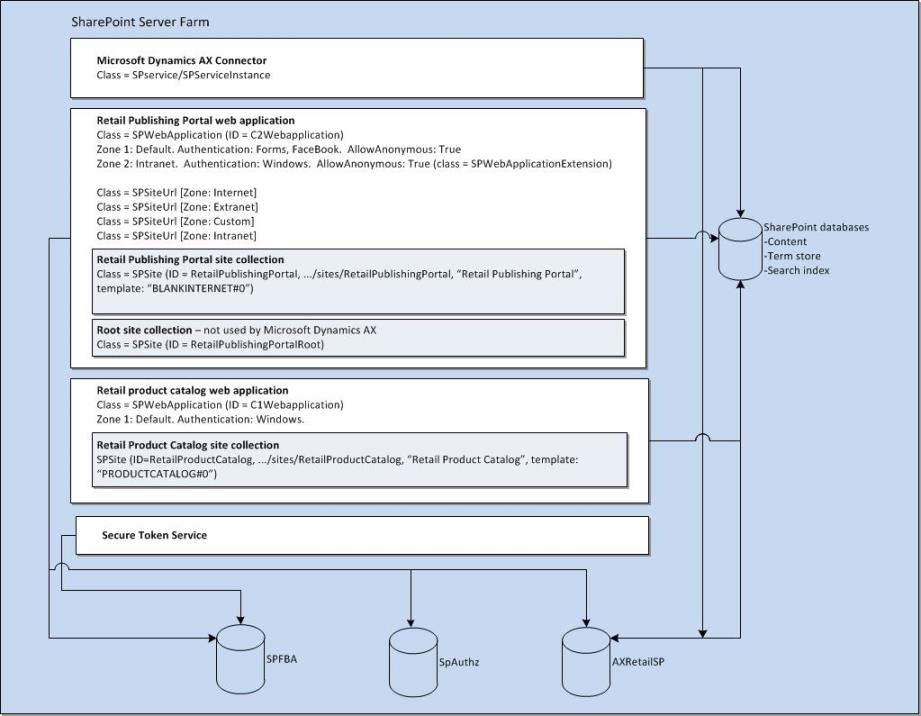 SharePoint Server Farm
Microsoft Dynamics AX Connector
Class = SPservice/SPServiceInstance
Retail Publishing Portal web application
Class = SPWebApplication (ID = C2Webapplication)
Zone 1: Default. Authentication: Forms, FaceBook.  AllowAnonymous: True
Zone 2: Intranet.  Authentication: Windows.  AllowAnonymous: True (class = SPWebApplicationExtension)
Class = SPSiteUrl [Zone: Internet]
Class = SPSiteUrl [Zone: Extranet]
Class = SPSiteUrl [Zone: Custom]
Class = SPSiteUrl [Zone: Intranet]
Retail Publishing Portal site collection
Class = SPSite (ID = RetailPublishingPortal, .../sites/RetailPublishingPortal, “Retail Publishing Portal”,
template: “BLANKINTERNET#0”)
Root site collection – not used by Microsoft Dynamics AX
Class = SPSite (ID = RetailPublishingPortalRoot)
SharePoint databases
-Content
-Term store
-Search index
Retail product catalog web application
Class = SPWebApplication (ID = C1Webapplication)
Zone 1: Default. Authentication: Windows.
Retail Product Catalog site collection
SPSite (ID=RetailProductCatalog, .../sites/RetailProductCatalog, “Retail Product Catalog”, template:
“PRODUCTCATALOG#0”)
Secure Token Service
SPFBA
SpAuthz
AXRetailSP